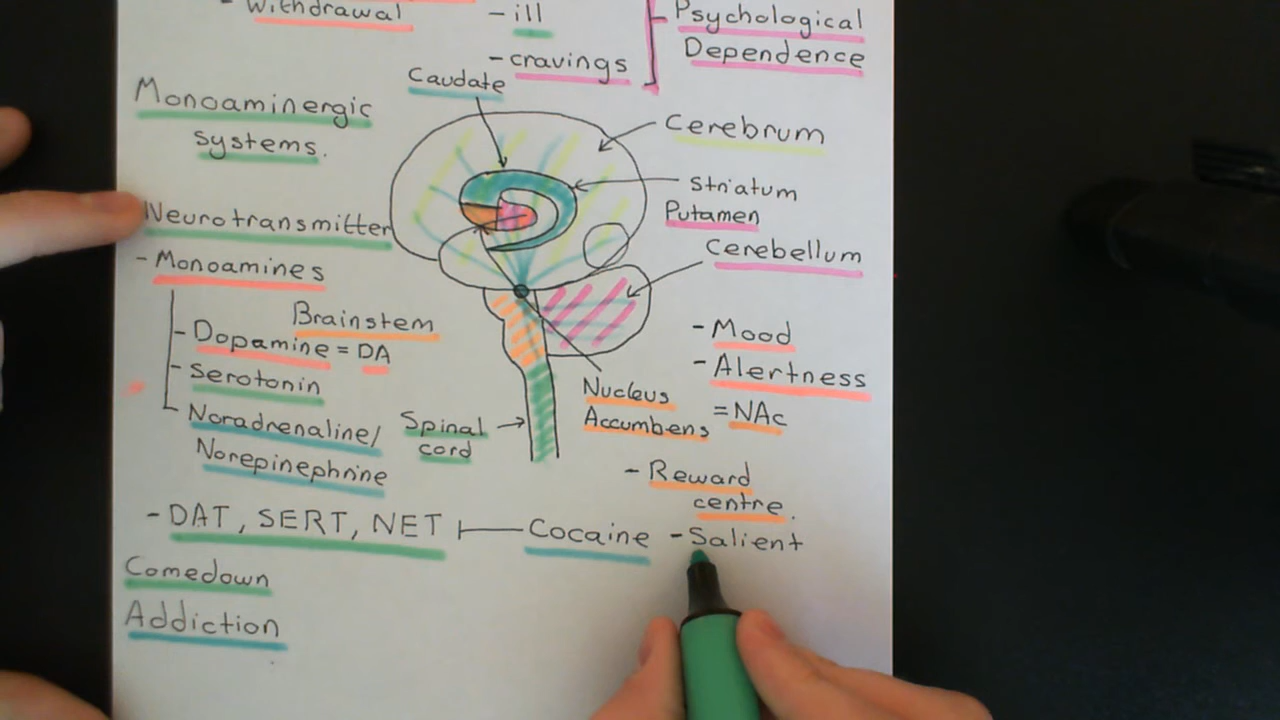 - Withdrawal
- ill
- cravings
Psychological
Dependence
Caudate
Monoaminergic
systems.
Cerebrum
Striatum
Putamen
Cerebellum
Neurotransmitter
- Monoamines
- Dopamine = DA
- Serotonin
Noradrenaline/
Norepinephrine
Brainstem
Spinal
cord
Nucleus
Accumbens
= NAc
- Mood
- Alertness
- Reward
centre.
- Salient
- DAT, SERT, NET
Cocaine
Comedown
Addiction